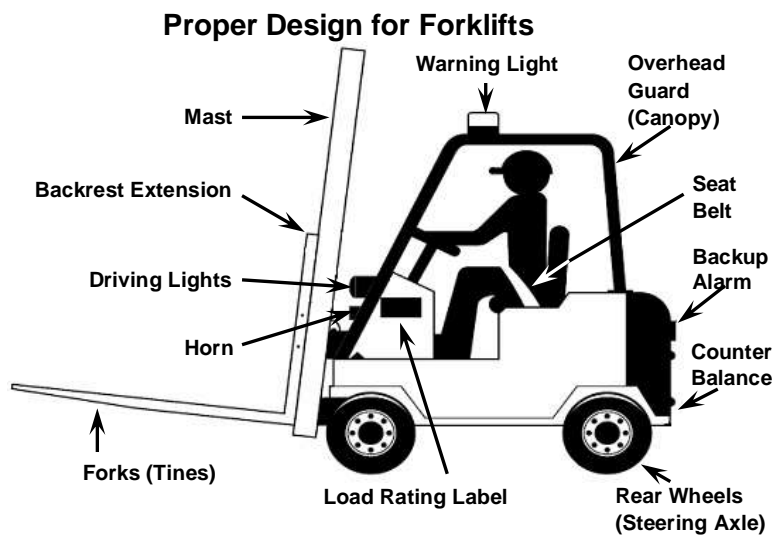 Proper Design for Forklifts
Warning Light
Overhead
Guard
(Canopy)
Mast
Backrest Extension
Seat
Belt
Driving Lights
Backup
Alarm
Horn
Counter
Balance
Forks (Tines)
Load Rating Label
Rear Wheels
(Steering Axle)